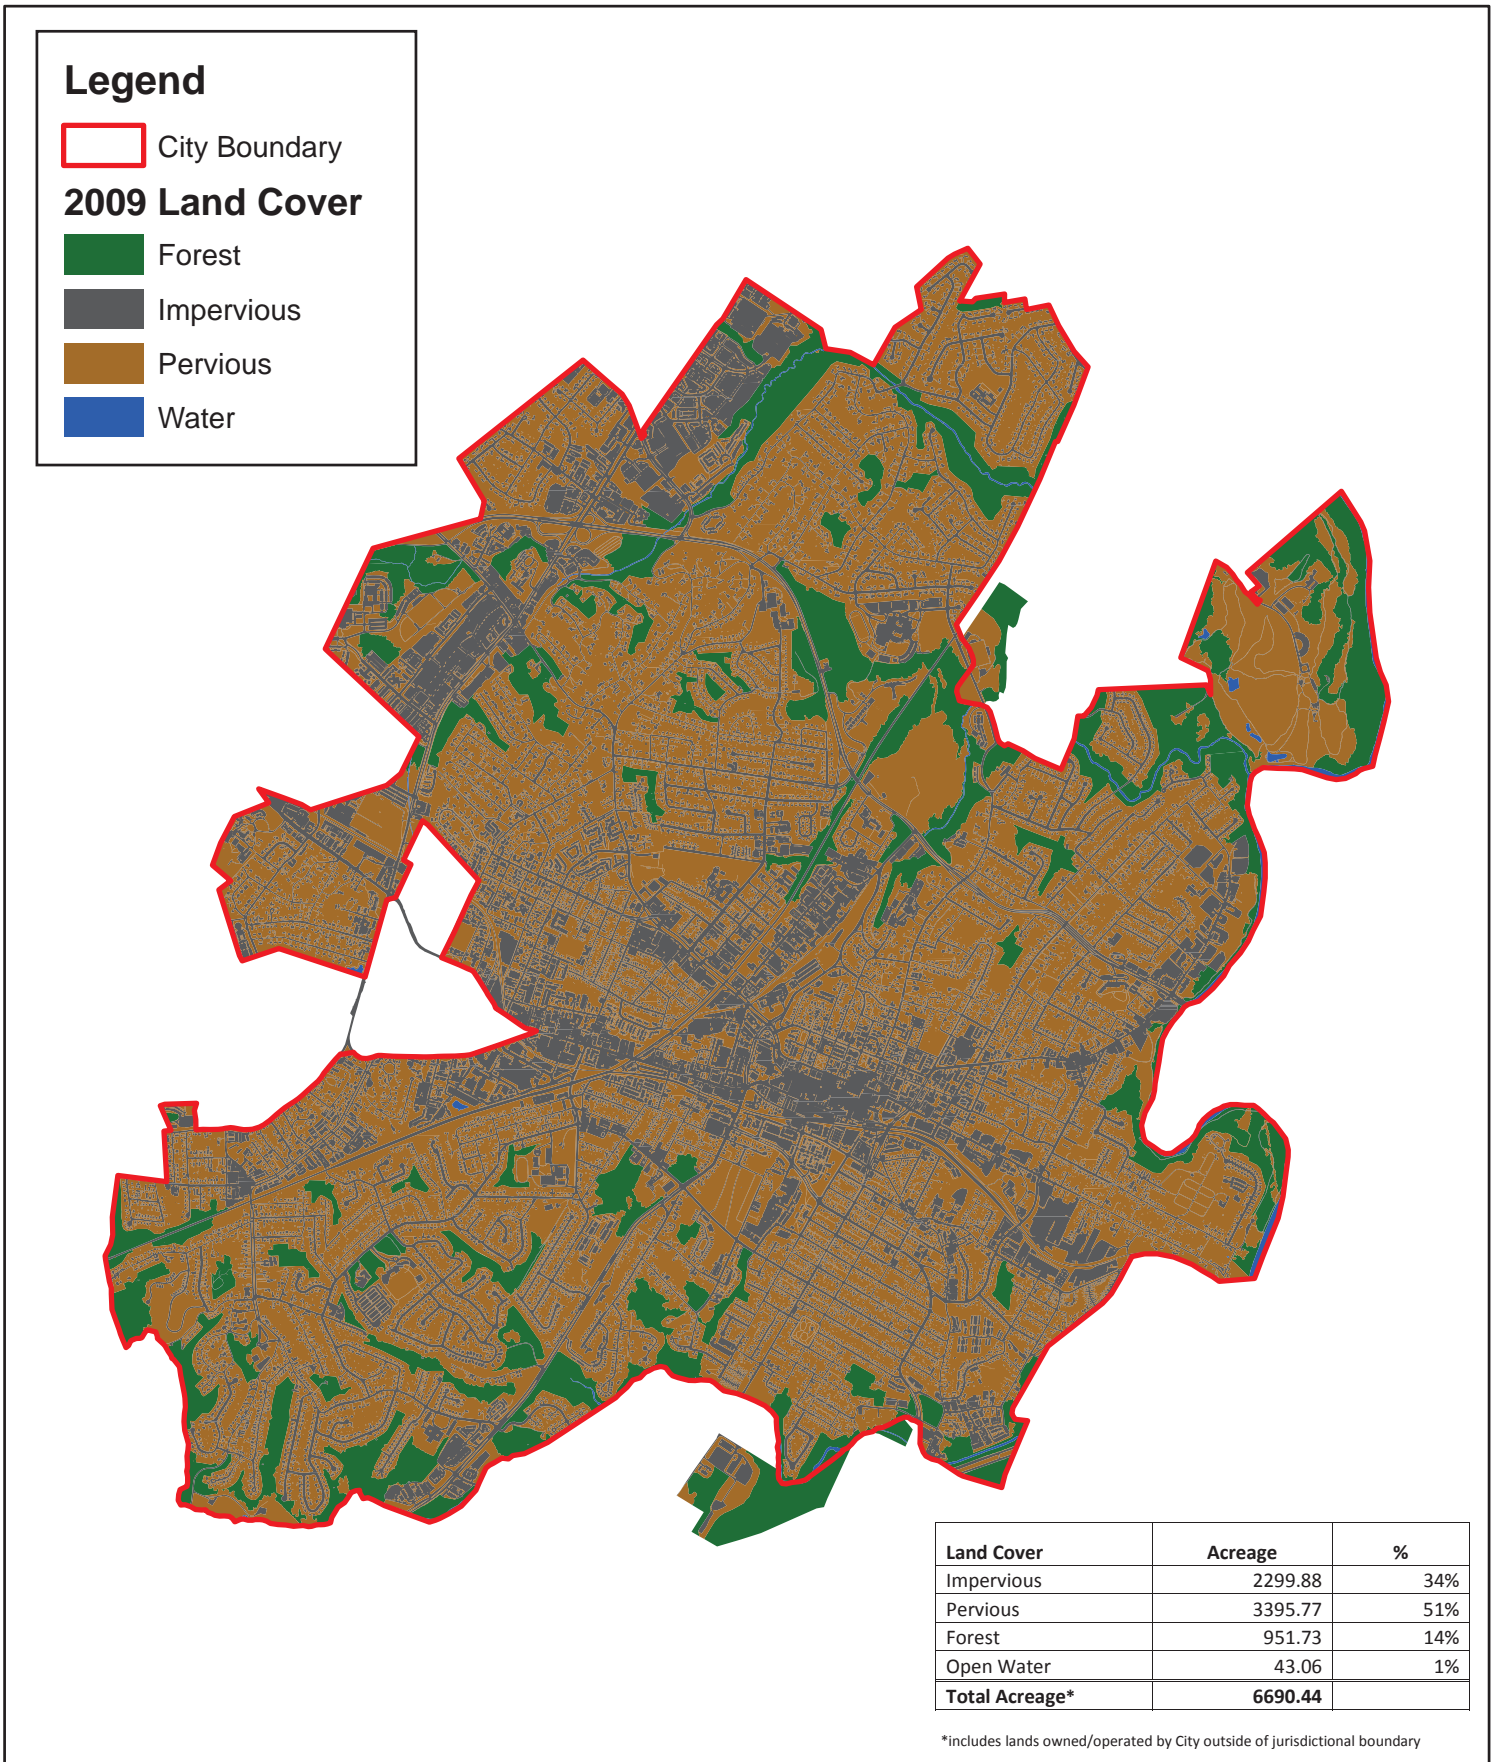 Legend
City Boundary
2009 Land Cover
Forest
Impervious
Pervious
Water
Land Cover Acreage %
Impervious 2299.88 34%
Pervious 3395.77 51%
Forest 951.73 14%
Open Water 43.06 1%
Total Acreage* 6690.44
*includes lands owned/operated by City outside of jurisdictional boundary